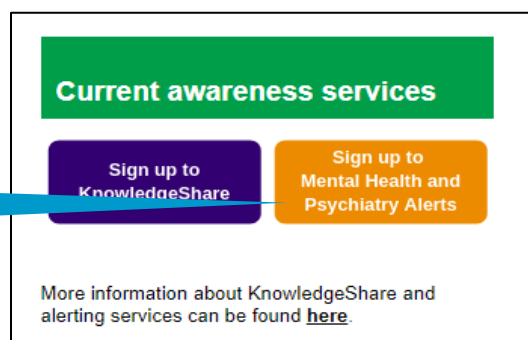 Current awareness services
Sign up to
KnowledgeShare
Sign up to
Mental Health and
Psychiatry Alerts
More information about KnowledgeShare and
alerting services can be found here.